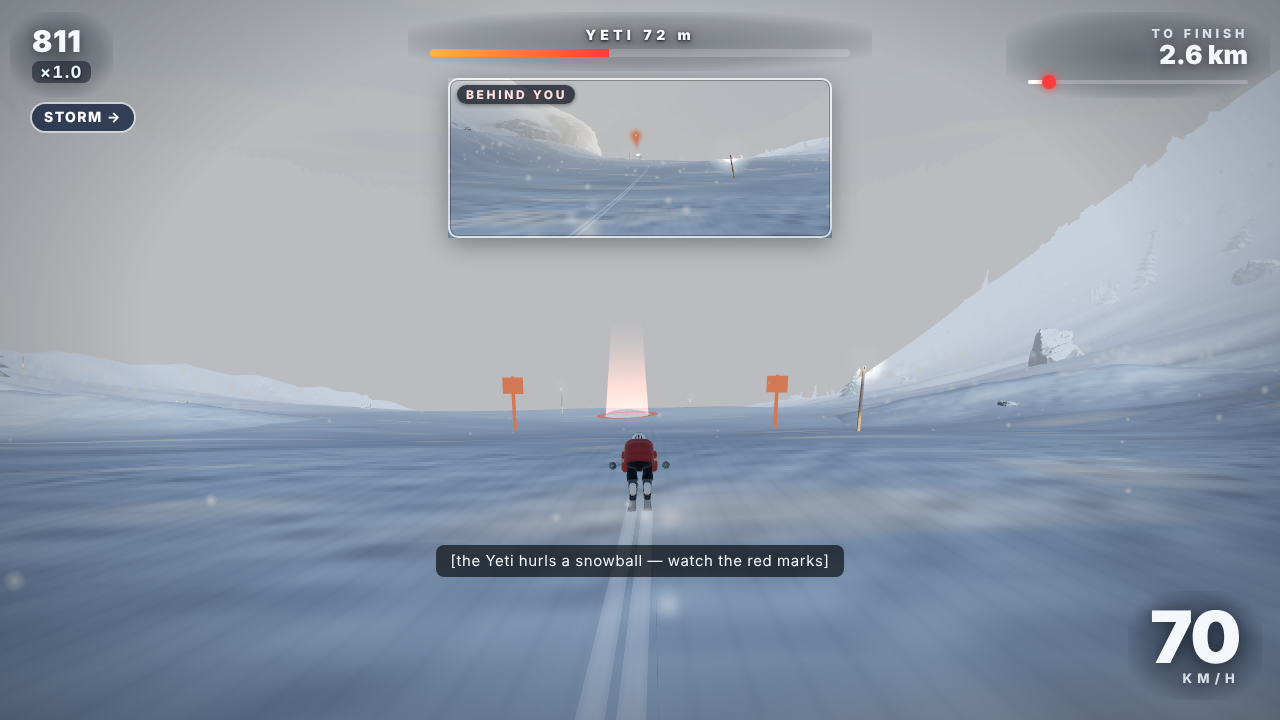 811
×1.0
STORM →
YETI 72 m
BEHIND YOU
TO FINISH
2.6 km
[the Yeti hurls a snowball — watch the red marks]
70
KM/H